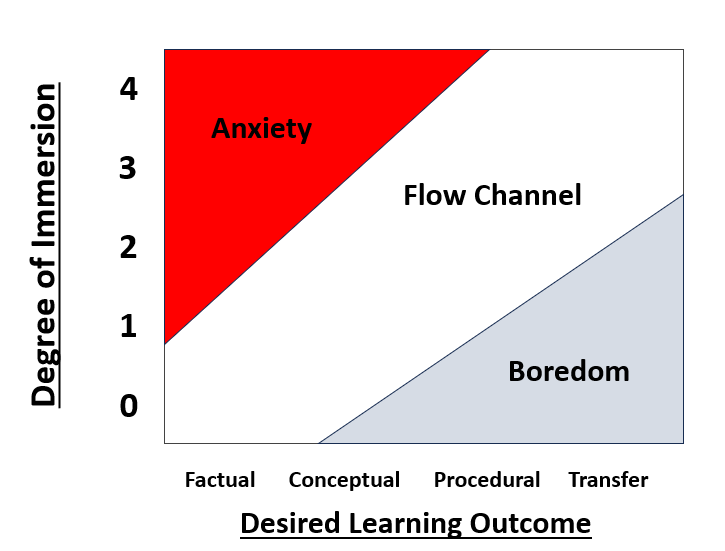 Degree of Immersion
4
3
2
1
0
Anxiety
Flow Channel
Boredom
Factual Conceptual Procedural Transfer
Desired Learning Outcome